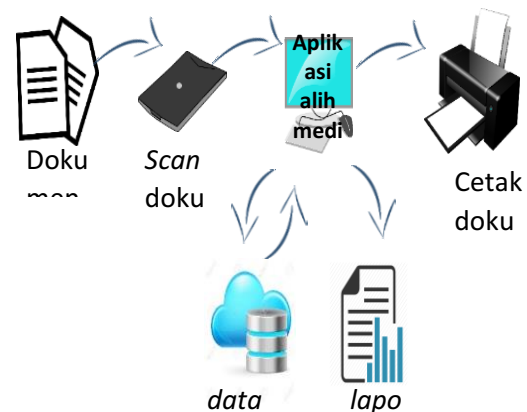 Aplik
asi
alih
medi
Doku
Scan
doku
Cetak
doku
data
lapo